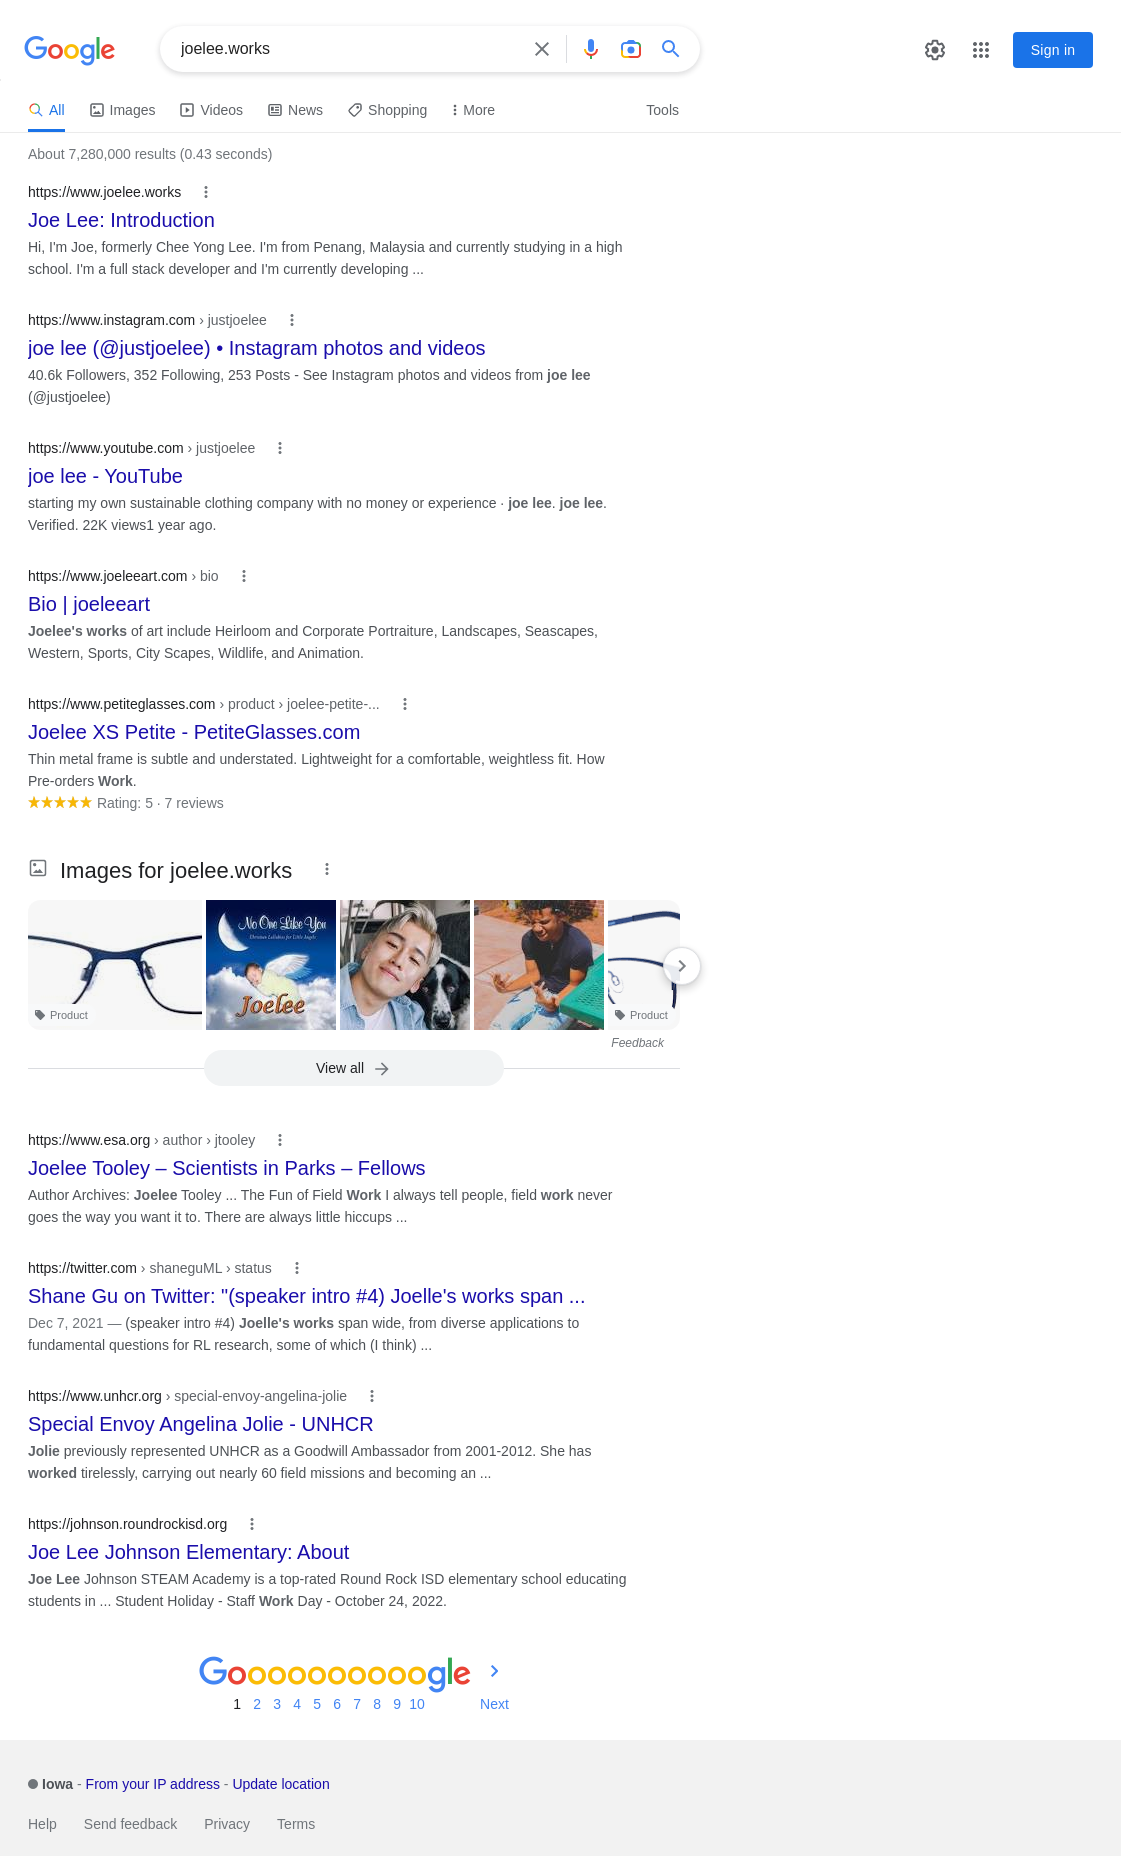 Google
joelee.works
Sign in
All
Images
Videos
News
Shopping
More
Tools
About 7,280,000 results (0.43 seconds)
https://www.joelee.works
Joe Lee: Introduction
Hi, I'm Joe, formerly Chee Yong Lee. I'm from Penang, Malaysia and currently studying in a high
school. I'm a full stack developer and I'm currently developing ...
https://www.instagram.com › justjoelee
joe lee (@justjoelee) • Instagram photos and videos
40.6k Followers, 352 Following, 253 Posts - See Instagram photos and videos from joe lee
(@justjoelee)
https://www.youtube.com › justjoelee
joe lee - YouTube
starting my own sustainable clothing company with no money or experience · joe lee. joe lee.
Verified. 22K views1 year ago.
https://www.joeleeart.com › bio
Bio | joeleeart
Joelee's works of art include Heirloom and Corporate Portraiture, Landscapes, Seascapes,
Western, Sports, City Scapes, Wildlife, and Animation.
https://www.petiteglasses.com › product › joelee-petite-...
Joelee XS Petite - PetiteGlasses.com
Thin metal frame is subtle and understated. Lightweight for a comfortable, weightless fit. How
Pre-orders Work.
Rating: 5 · 7 reviews
Images for joelee.works
No One Like You
Christian Lullabies for Little Angels
Joelee
Product
Product
Feedback
View all
https://www.esa.org › author › jtooley
Joelee Tooley – Scientists in Parks – Fellows
Author Archives: Joelee Tooley ... The Fun of Field Work I always tell people, field work never
goes the way you want it to. There are always little hiccups ...
https://twitter.com › shaneguML › status
Shane Gu on Twitter: "(speaker intro #4) Joelle's works span ...
Dec 7, 2021 — (speaker intro #4) Joelle's works span wide, from diverse applications to
fundamental questions for RL research, some of which (I think) ...
https://www.unhcr.org › special-envoy-angelina-jolie
Special Envoy Angelina Jolie - UNHCR
Jolie previously represented UNHCR as a Goodwill Ambassador from 2001-2012. She has
worked tirelessly, carrying out nearly 60 field missions and becoming an ...
https://johnson.roundrockisd.org
Joe Lee Johnson Elementary: About
Joe Lee Johnson STEAM Academy is a top-rated Round Rock ISD elementary school educating
students in ... Student Holiday - Staff Work Day - October 24, 2022.
Goooooooooogle
1 2 3 4 5 6 7 8 9 10 Next
Iowa - From your IP address - Update location
Help Send feedback Privacy Terms